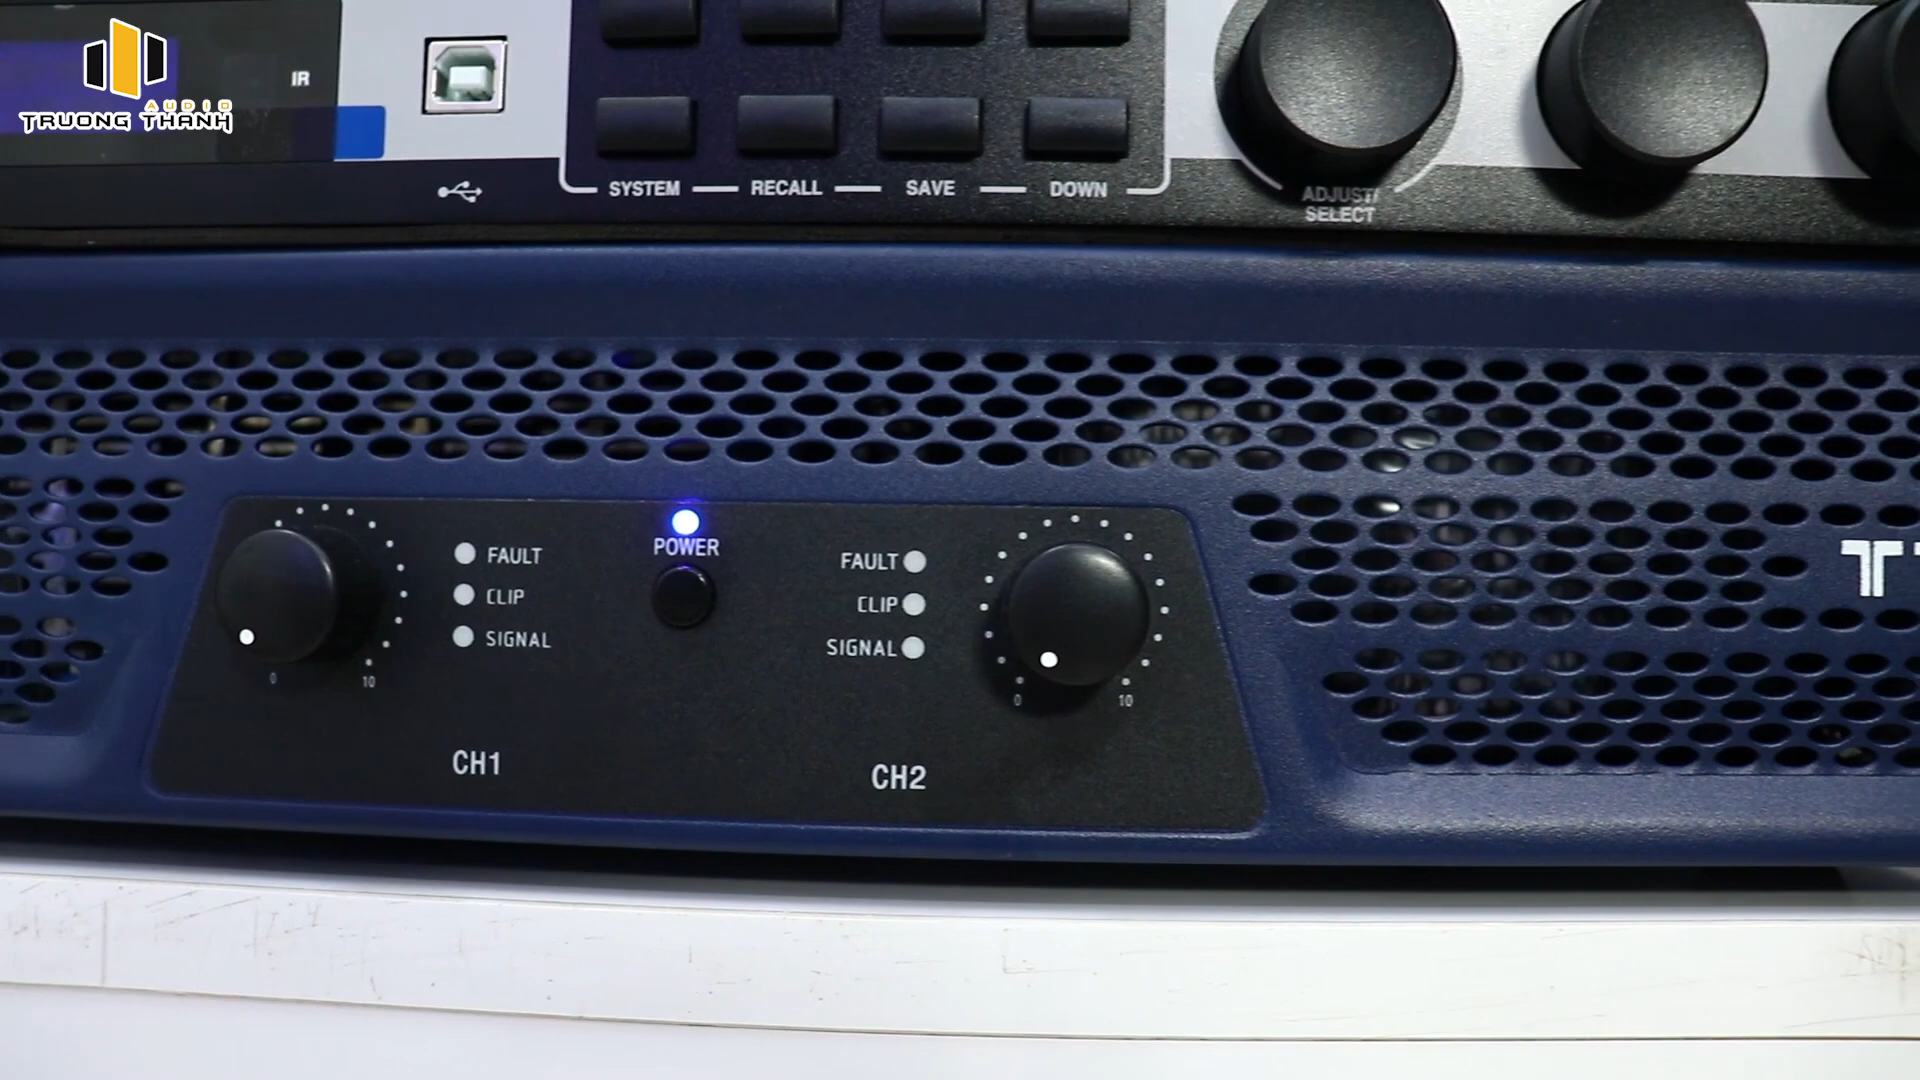 AUDIO
TRUONG THANH
IR
SYSTEM RECALL SAVE DOWN
ADJUST/
SELECT
FAULT
CLIP
SIGNAL
0 10
CH1
POWER
FAULT
CLIP
SIGNAL
0 10
CH2